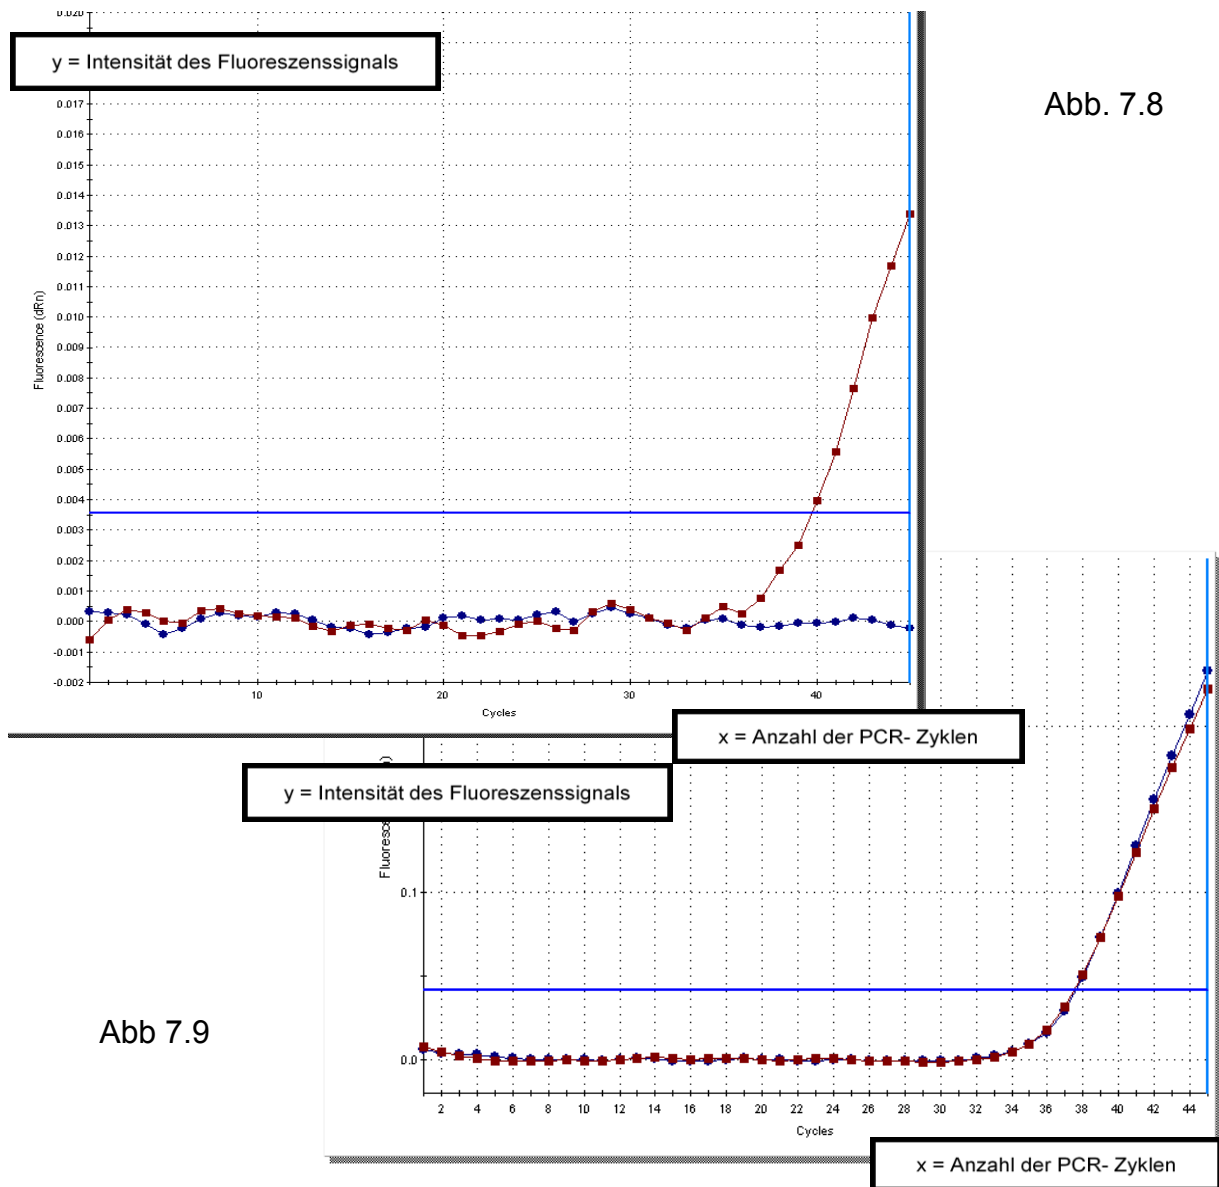 0.020
y = Intensität des Fluoreszenssignals
Abb. 7.8
0.017
0.016
0.015
0.014
0.013
0.012
0.011
0.010
0.009
0.008
0.007
0.006
0.005
0.004
0.003
0.002
0.001
0.000
-0.001
-0.002
Fluorescence (dRn)
10 20 30 40
Cycles
x = Anzahl der PCR- Zyklen
y = Intensität des Fluoreszenssignals
0.1
0.0
Abb 7.9
2 4 6 8 10 12 14 16 18 20 22 24 26 28 30 32 34 36 38 40 42 44
Cycles
x = Anzahl der PCR- Zyklen